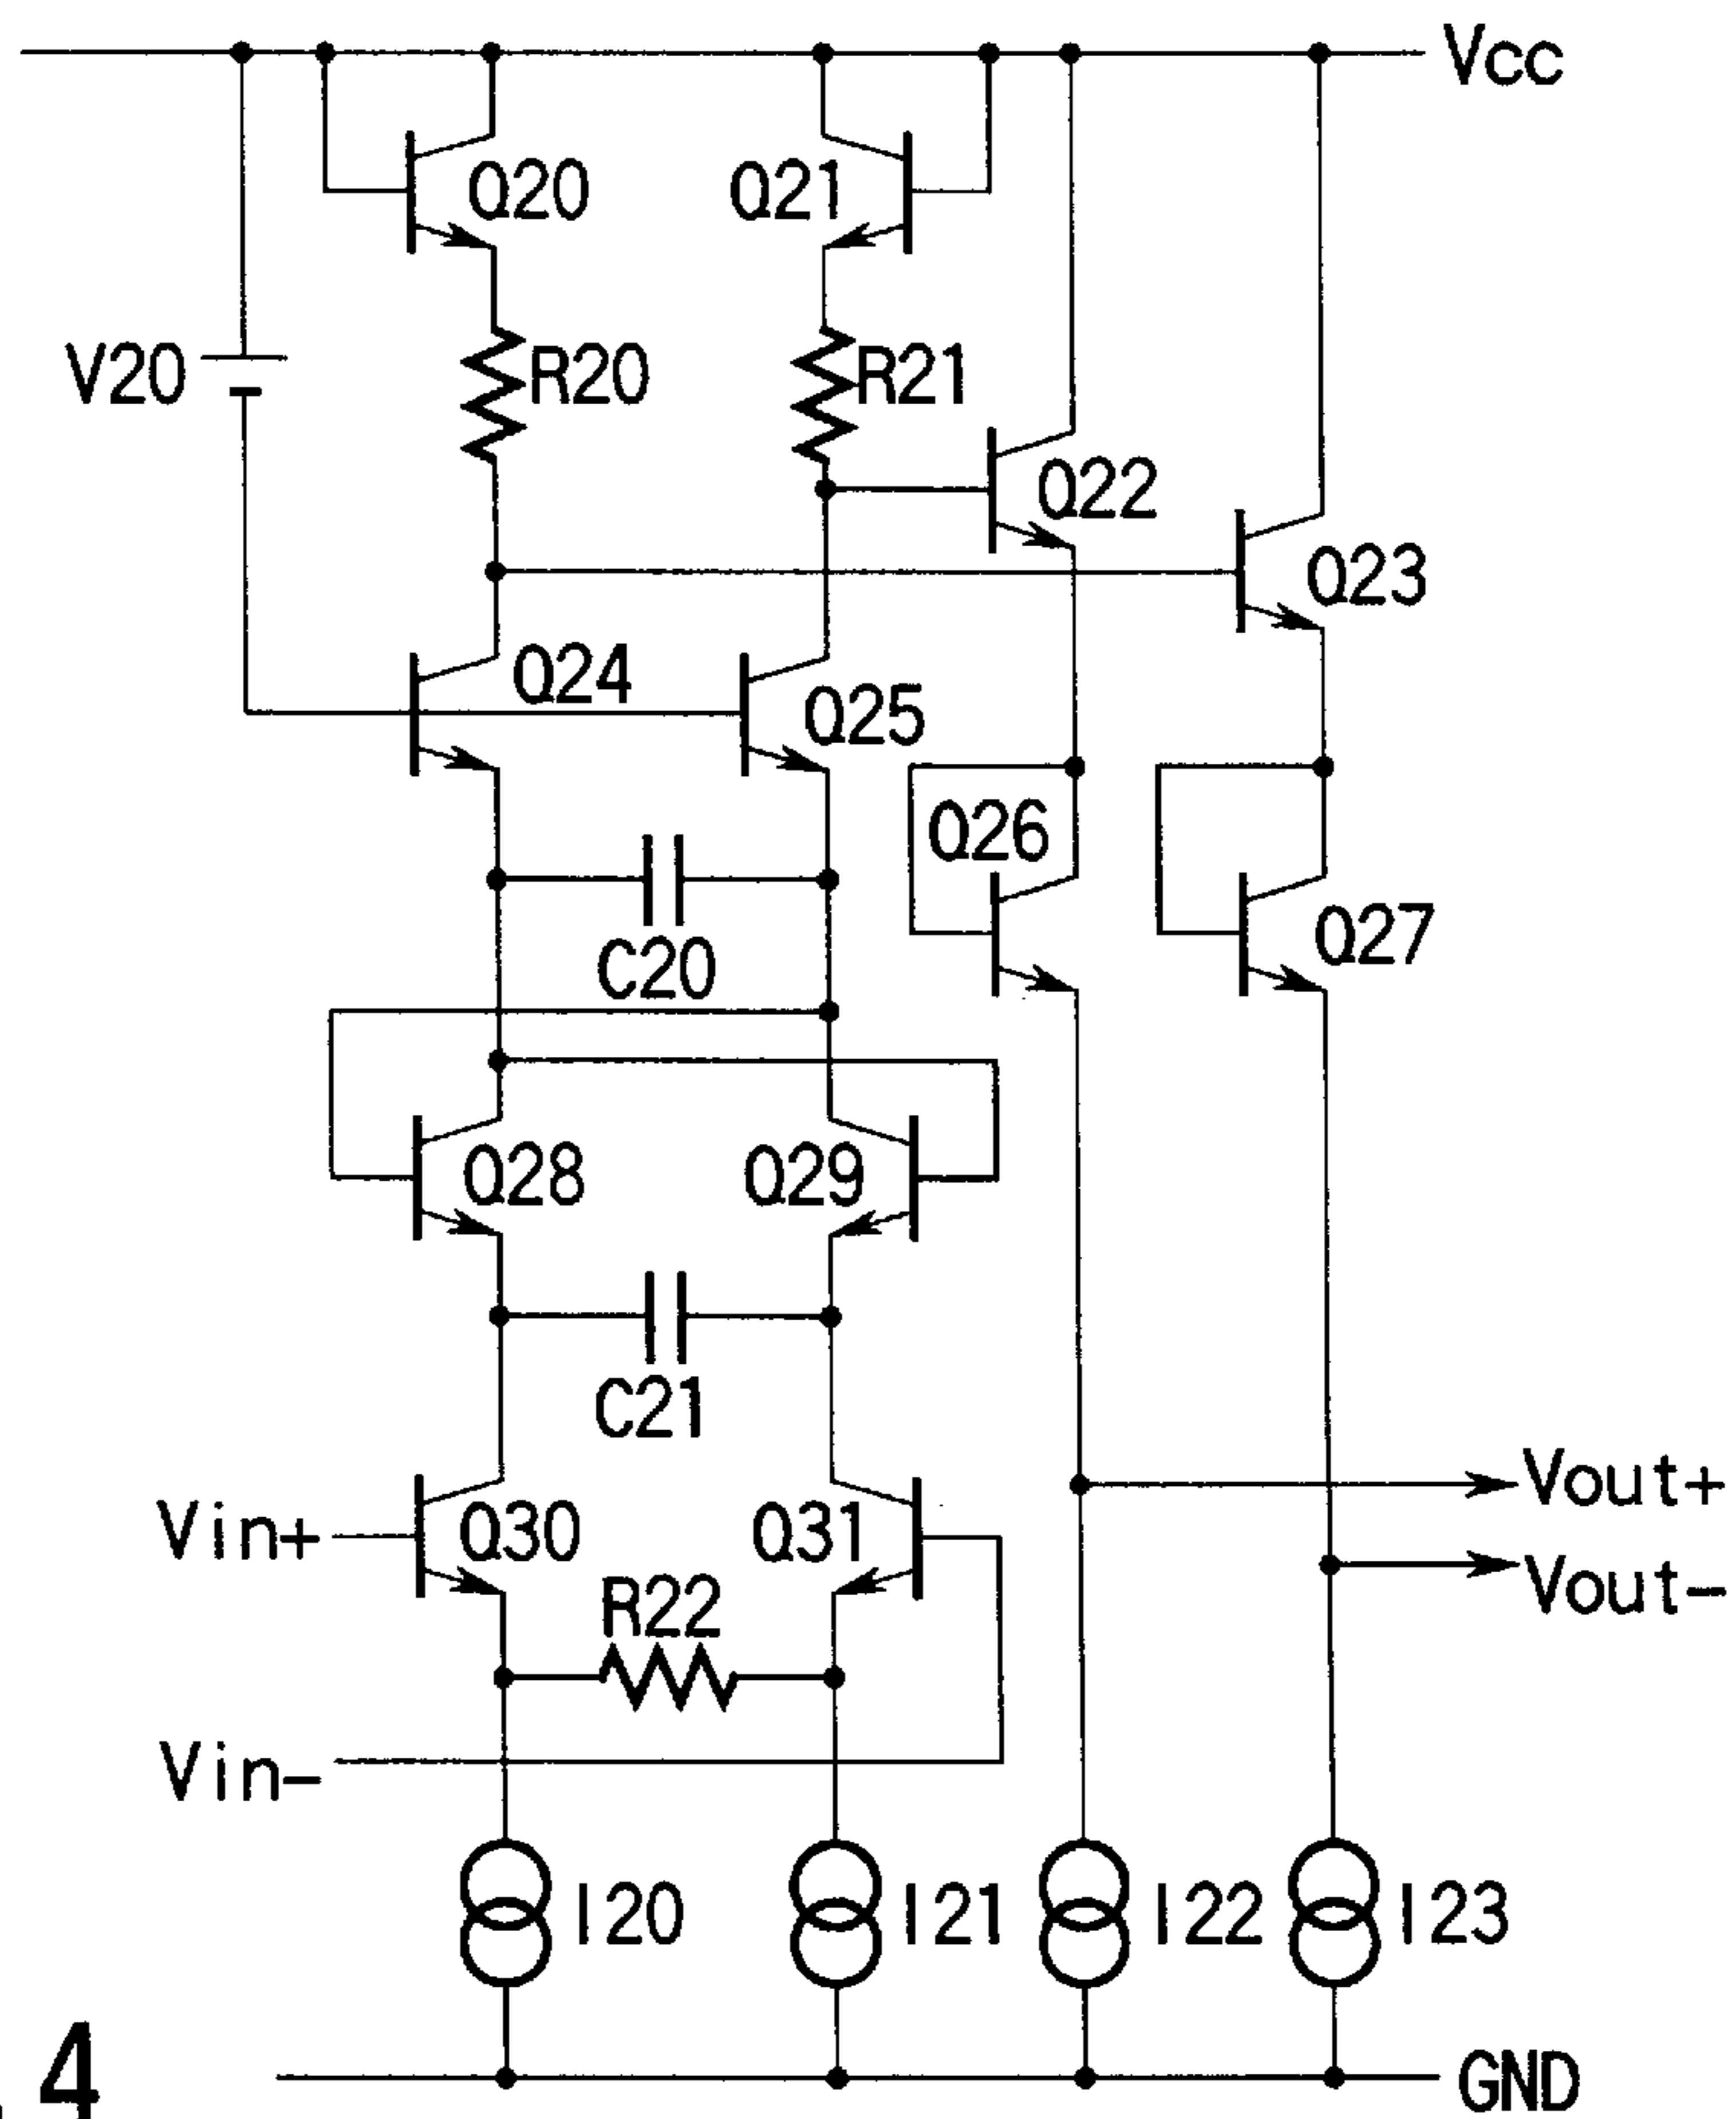 Vcc
Q20
Q21
V20
R20
R21
Q22
Q23
Q24
Q25
Q26
C20
Q27
Q28
Q29
C21
Vout+
Vin+
Q30
Q31
R22
Vout-
Vin-
I20
I21
I22
I23
GND
. 4